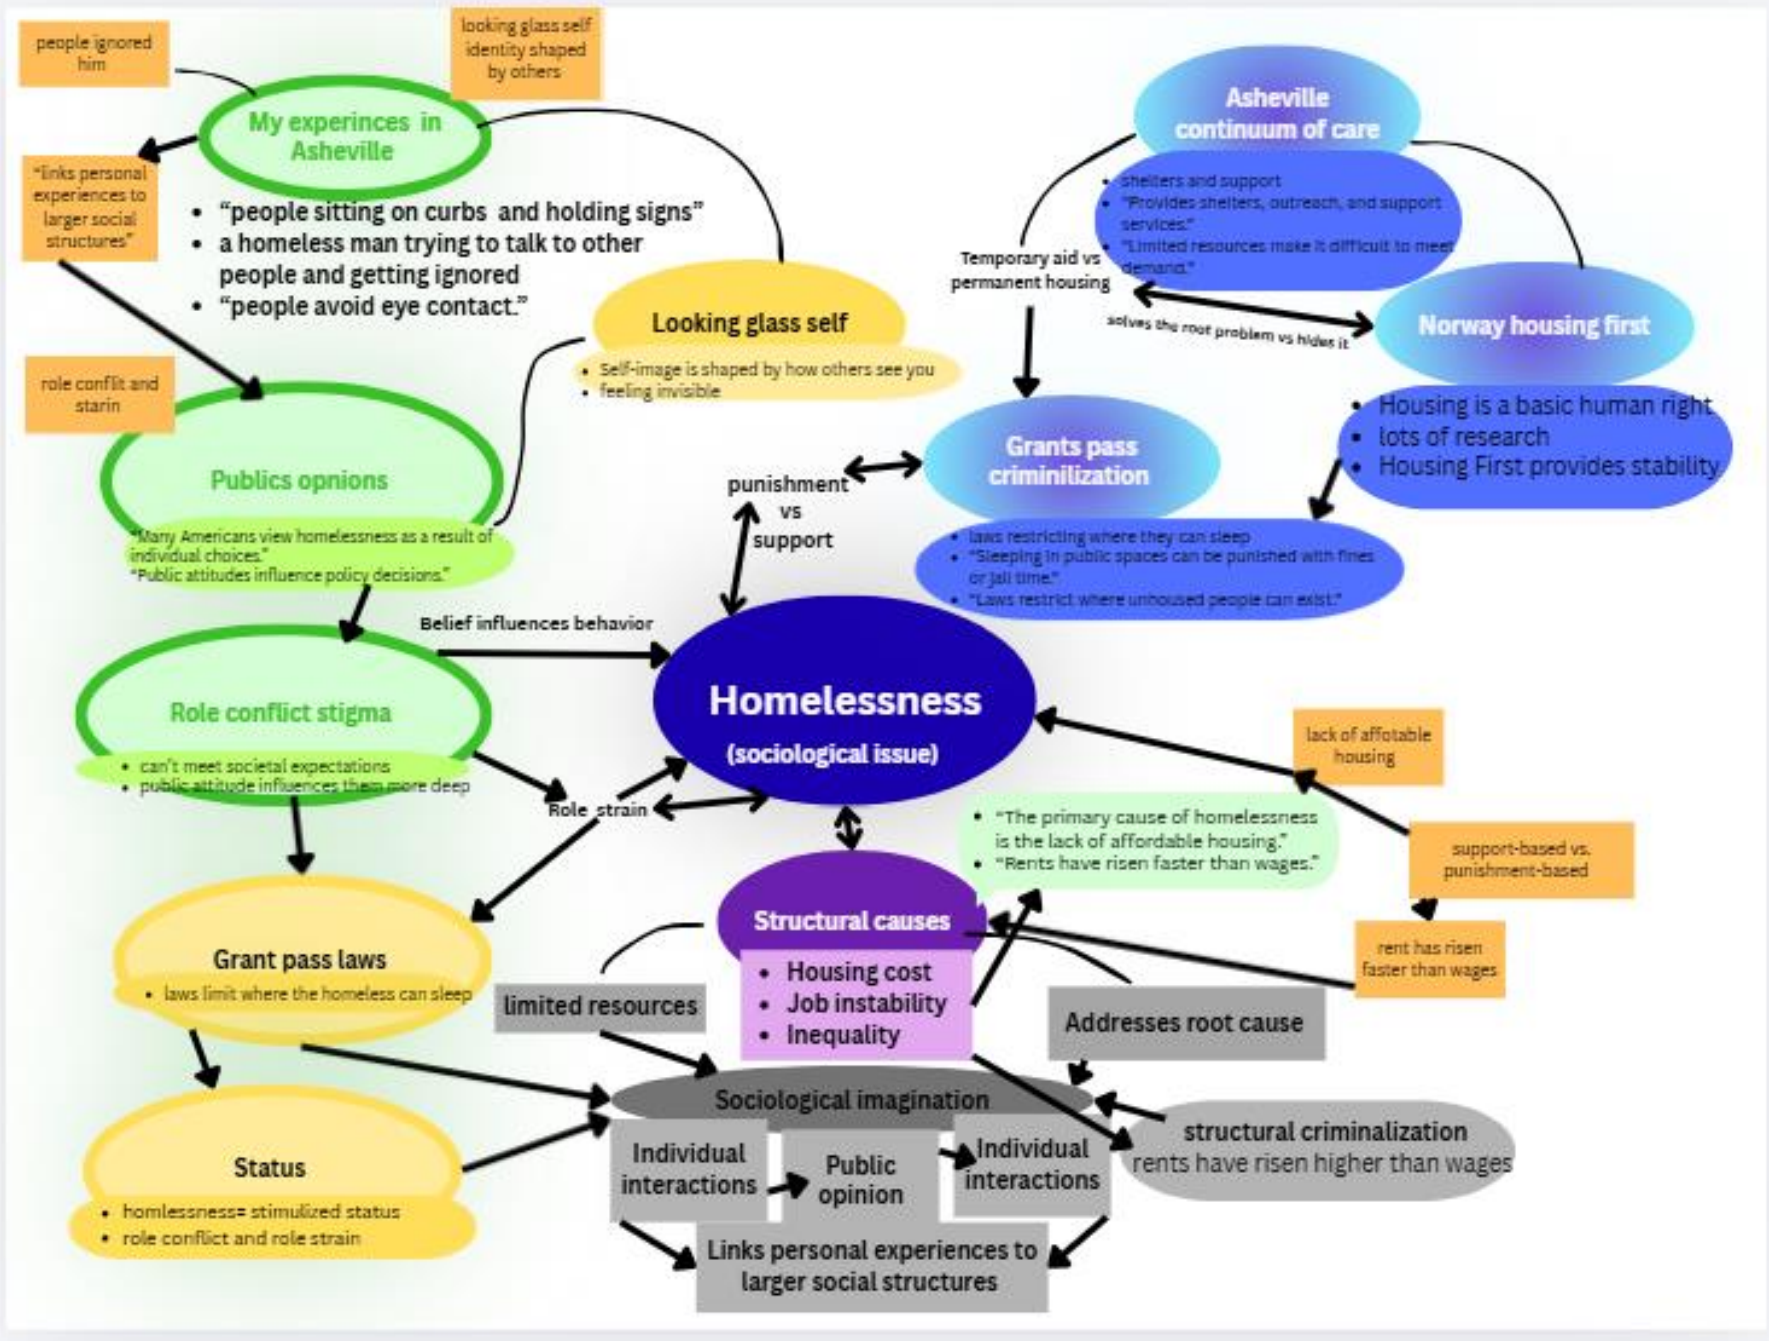 people ignored
him
looking glass self
identity shaped
by others
My experinces in
Asheville
"links personal
experiences to
larger social
structures"
• "people sitting on curbs and holding signs"
• a homeless man trying to talk to other
people and getting ignored
• "people avoid eye contact."
Looking glass self
• Self-image is shaped by how others see you
• feeling invisible
role conflit and
starin
Publics opnions
"Many Americans view homelessness as a result of
individual choices."
"Public attitudes influence policy decisions."
Belief influences behavior
Role conflict stigma
• can't meet societal expectations
• public attitude influences them more deep
Role strain
Grant pass laws
• laws limit where the homeless can sleep
Status
• homlessness= stimulized status
• role conflict and role strain
Asheville
continuum of care
• shelters and support
• "Provides shelters, outreach, and support
services."
• "Limited resources make it difficult to meet
demand."
Temporary aid vs
permanent housing
solves the root problem vs hides it
Norway housing first
• Housing is a basic human right
• lots of research
• Housing First provides stability
Grants pass
criminilization
• laws restricting where they can sleep
• "Sleeping in public spaces can be punished with fines
or jail time."
• "Laws restrict where unhoused people can exist."
punishment
vs
support
Homelessness
(sociological issue)
lack of affotable
housing
support-based vs.
punishment-based
rent has risen
faster than wages
• "The primary cause of homelessness
is the lack of affordable housing."
• "Rents have risen faster than wages."
Structural causes
• Housing cost
• Job instability
• Inequality
limited resources
Addresses root cause
Sociological imagination
Individual
interactions
Public
opinion
Individual
interactions
structural criminalization
rents have risen higher than wages
Links personal experiences to
larger social structures